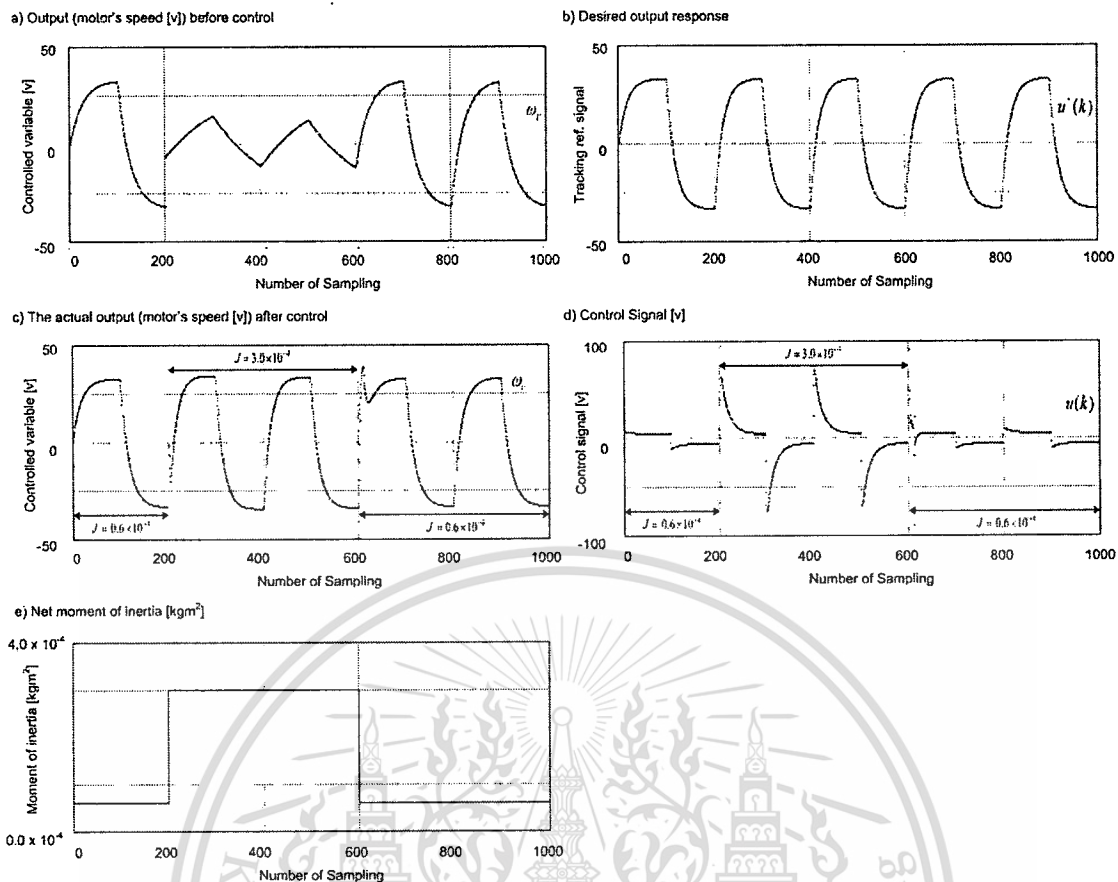 a) Output (motor's speed [v]) before control
50
0
-50
Controlled variable [v]
ω_r
0 200 400 600 800 1000
Number of Sampling
b) Desired output response
50
0
-50
Tracking ref. signal
u*(k)
0 200 400 600 800 1000
Number of Sampling
c) The actual output (motor's speed [v]) after control
50
0
-50
Controlled variable [v]
J = 3.0×10⁻⁴
ω_r
J = 0.6×10⁻⁴
J = 0.6×10⁻⁴
0 200 400 600 800 1000
Number of Sampling
d) Control Signal [v]
100
0
-100
Control signal [v]
J = 3.0×10⁻⁴
u(k)
J = 0.6×10⁻⁴
J = 0.6×10⁻⁴
0 200 400 600 800 1000
Number of Sampling
e) Net moment of inertia [kgm²]
4.0 x 10⁻⁴
0.0 x 10⁻⁴
Moment of inertia [kgm²]
0 200 400 600 800 1000
Number of Sampling